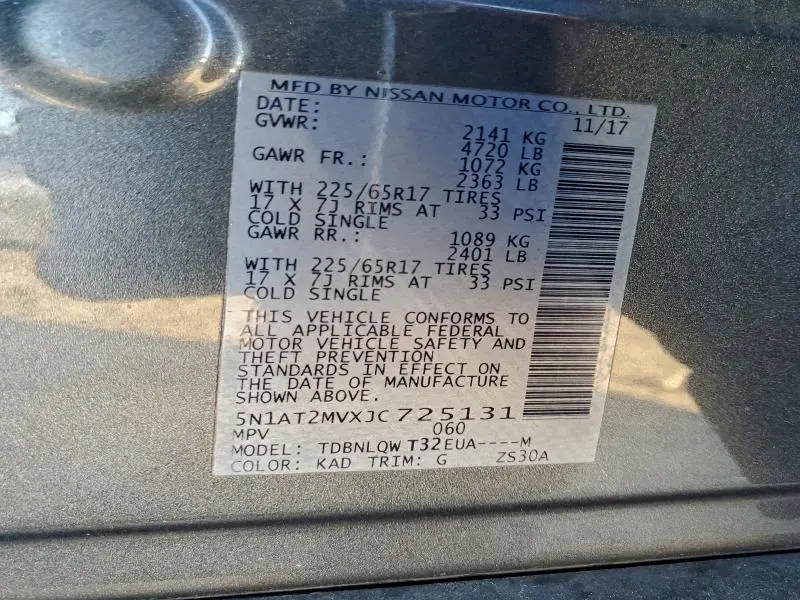 MFD BY NISSAN MOTOR CO., LTD.
DATE: 11/17
GVWR: 2141 KG
4720 LB
GAWR FR.: 1072 KG
2363 LB
WITH 225/65R17 TIRES
17 X 7J RIMS AT 33 PSI
COLD SINGLE
GAWR RR.: 1089 KG
2401 LB
WITH 225/65R17 TIRES
17 X 7J RIMS AT 33 PSI
COLD SINGLE
THIS VEHICLE CONFORMS TO
ALL APPLICABLE FEDERAL
MOTOR VEHICLE SAFETY AND
THEFT PREVENTION
STANDARDS IN EFFECT ON
THE DATE OF MANUFACTURE
SHOWN ABOVE.
5N1AT2MVXJC725131
MPV 060
MODEL: TDBNLQWT32EUA----M
COLOR: KAD TRIM: G ZS30A